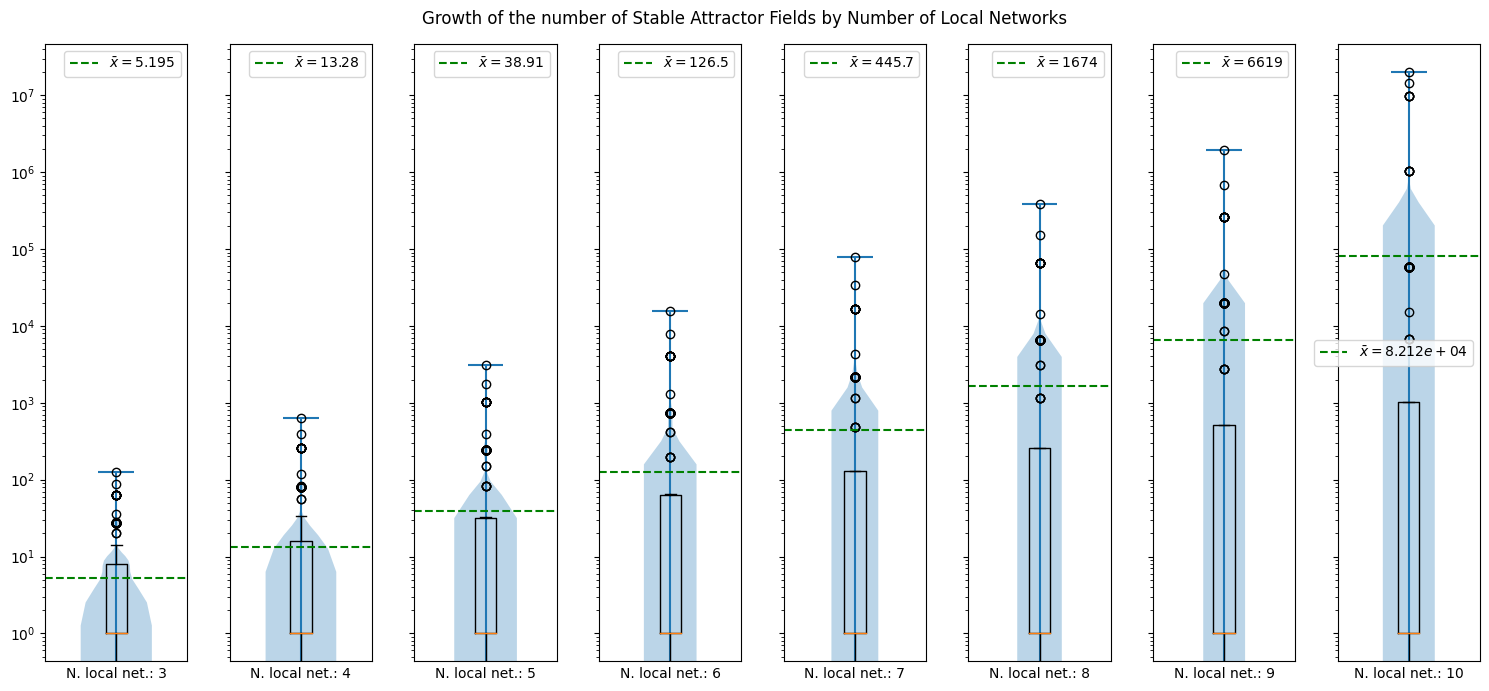 Growth of the number of Stable Attractor Fields by Number of Local Networks
x̄ = 5.195
x̄ = 13.28
x̄ = 38.91
x̄ = 126.5
x̄ = 445.7
x̄ = 1674
x̄ = 6619
x̄ = 8.212e + 04
10⁷
10⁶
10⁵
10⁴
10³
10²
10¹
10⁰
N. local net.: 3
N. local net.: 4
N. local net.: 5
N. local net.: 6
N. local net.: 7
N. local net.: 8
N. local net.: 9
N. local net.: 10